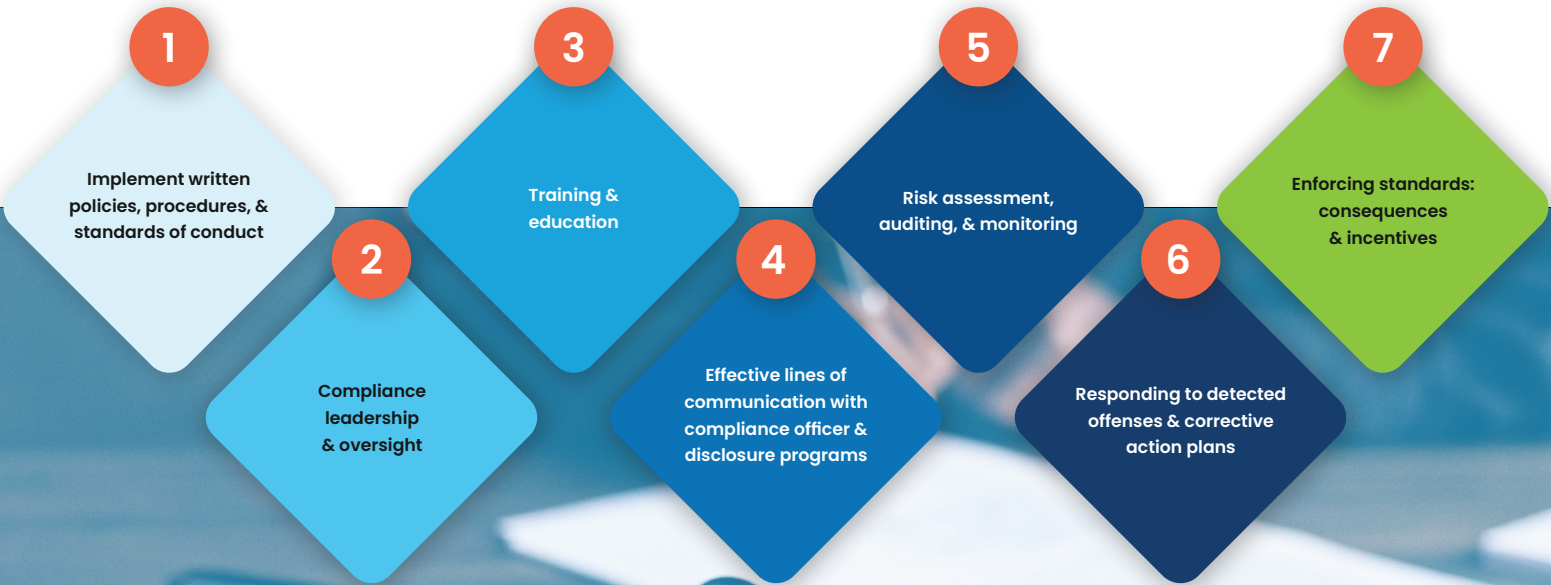 1
Implement written
policies, procedures, &
standards of conduct
2
Compliance
leadership
& oversight
3
Training &
education
4
Effective lines of
communication with
compliance officer &
disclosure programs
5
Risk assessment,
auditing, & monitoring
6
Responding to detected
offenses & corrective
action plans
7
Enforcing standards:
consequences
& incentives